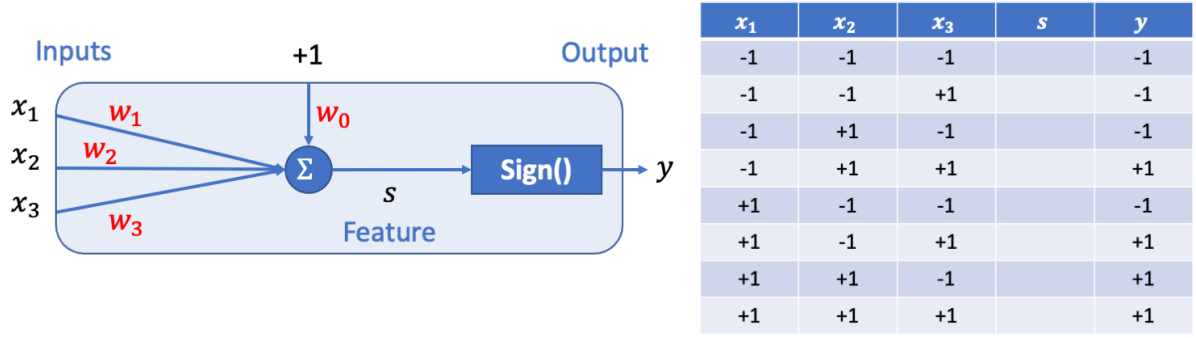 Inputs
+1
Output
x₁
w₁
w₀
x₂
w₂
Σ
Sign()
y
x₃
s
w₃
Feature
x₁ x₂ x₃ s y
-1 -1 -1 -1
-1 -1 +1 -1
-1 +1 -1 -1
-1 +1 +1 +1
+1 -1 -1 -1
+1 -1 +1 +1
+1 +1 -1 +1
+1 +1 +1 +1